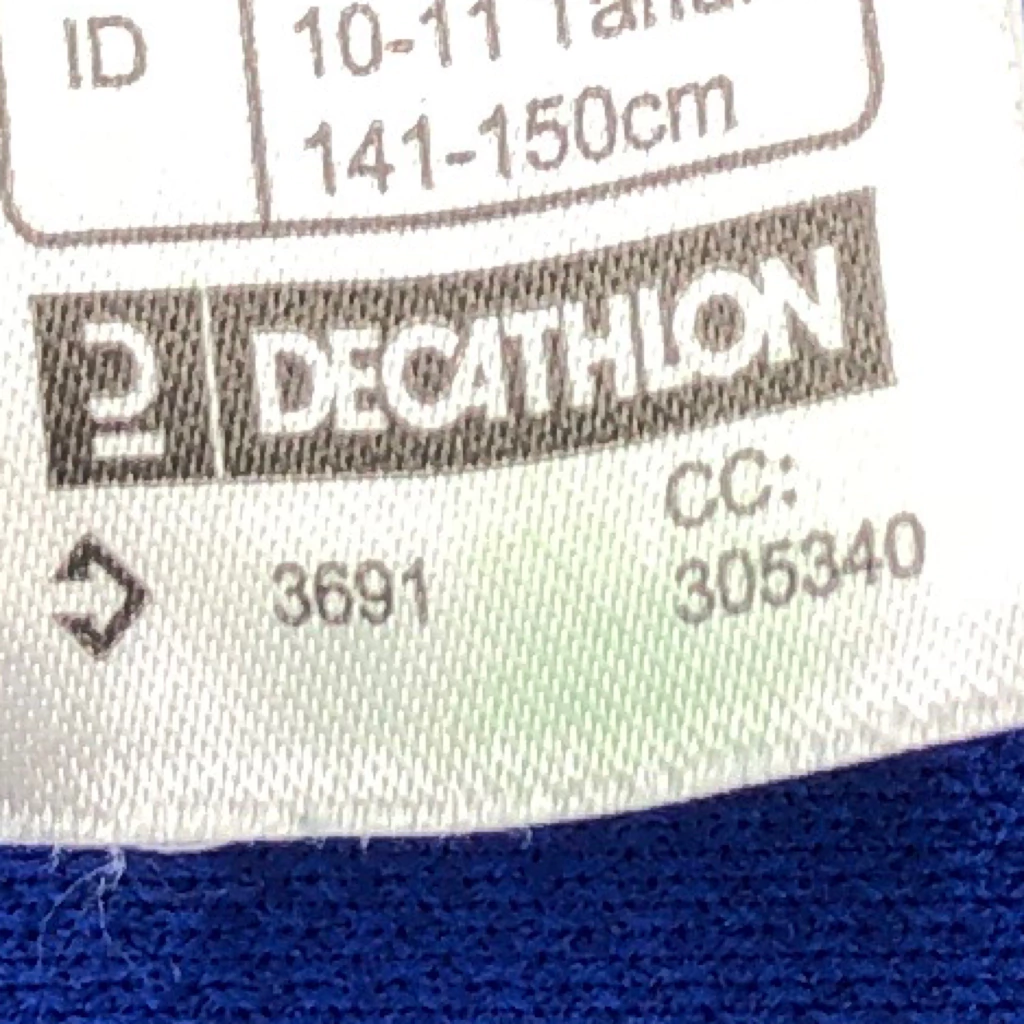 ID
10-11
141-150cm
DECATHLON
CC:
3691
305340